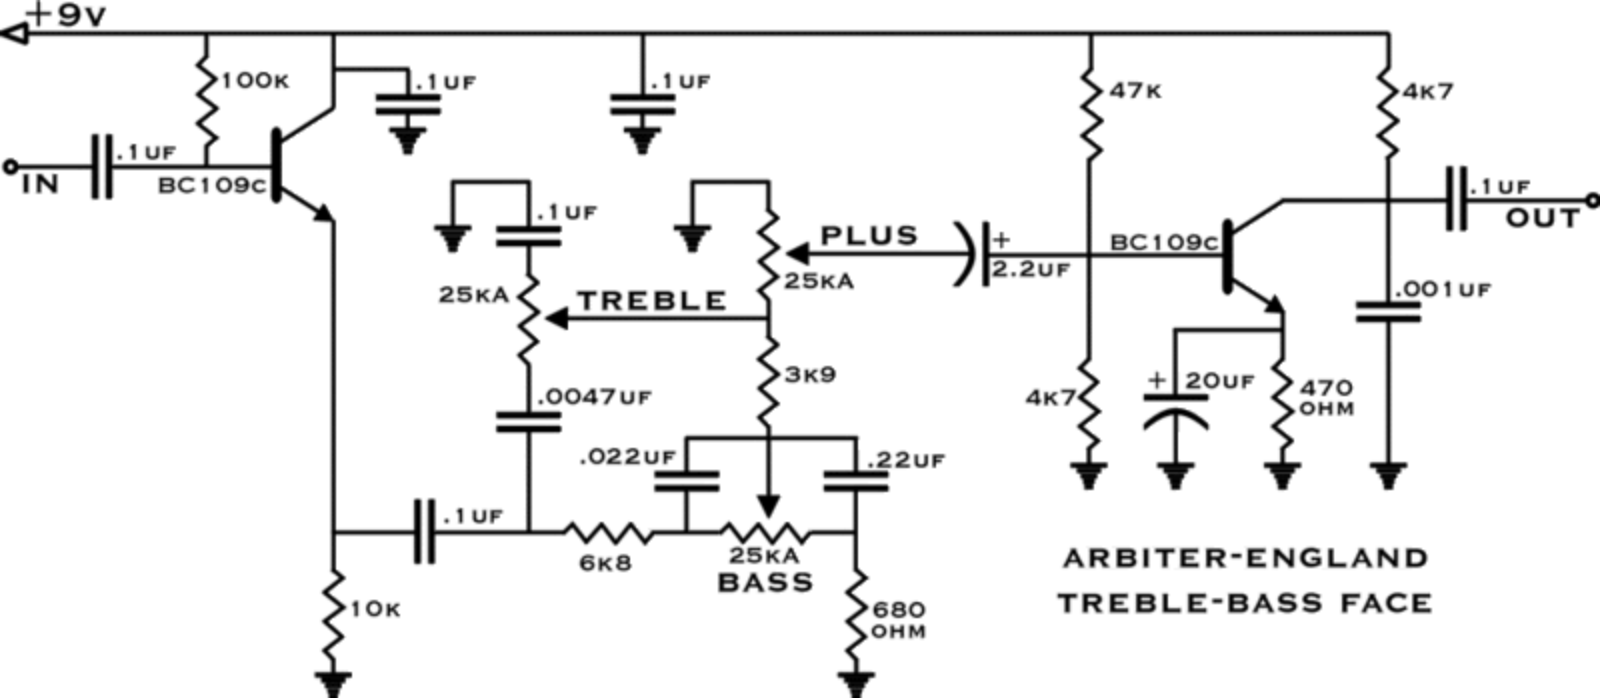 +9V
100K
.1UF
.1UF
47K
4K7
.1UF
IN
BC109C
.1UF
.1UF
OUT
25KA
TREBLE
PLUS
25KA
+
2.2UF
BC109C
.001UF
3K9
.0047UF
4K7
+ 20UF
470
OHM
.022UF
.22UF
.1UF
6K8
25KA
BASS
10K
680
OHM
ARBITER-ENGLAND
TREBLE-BASS FACE